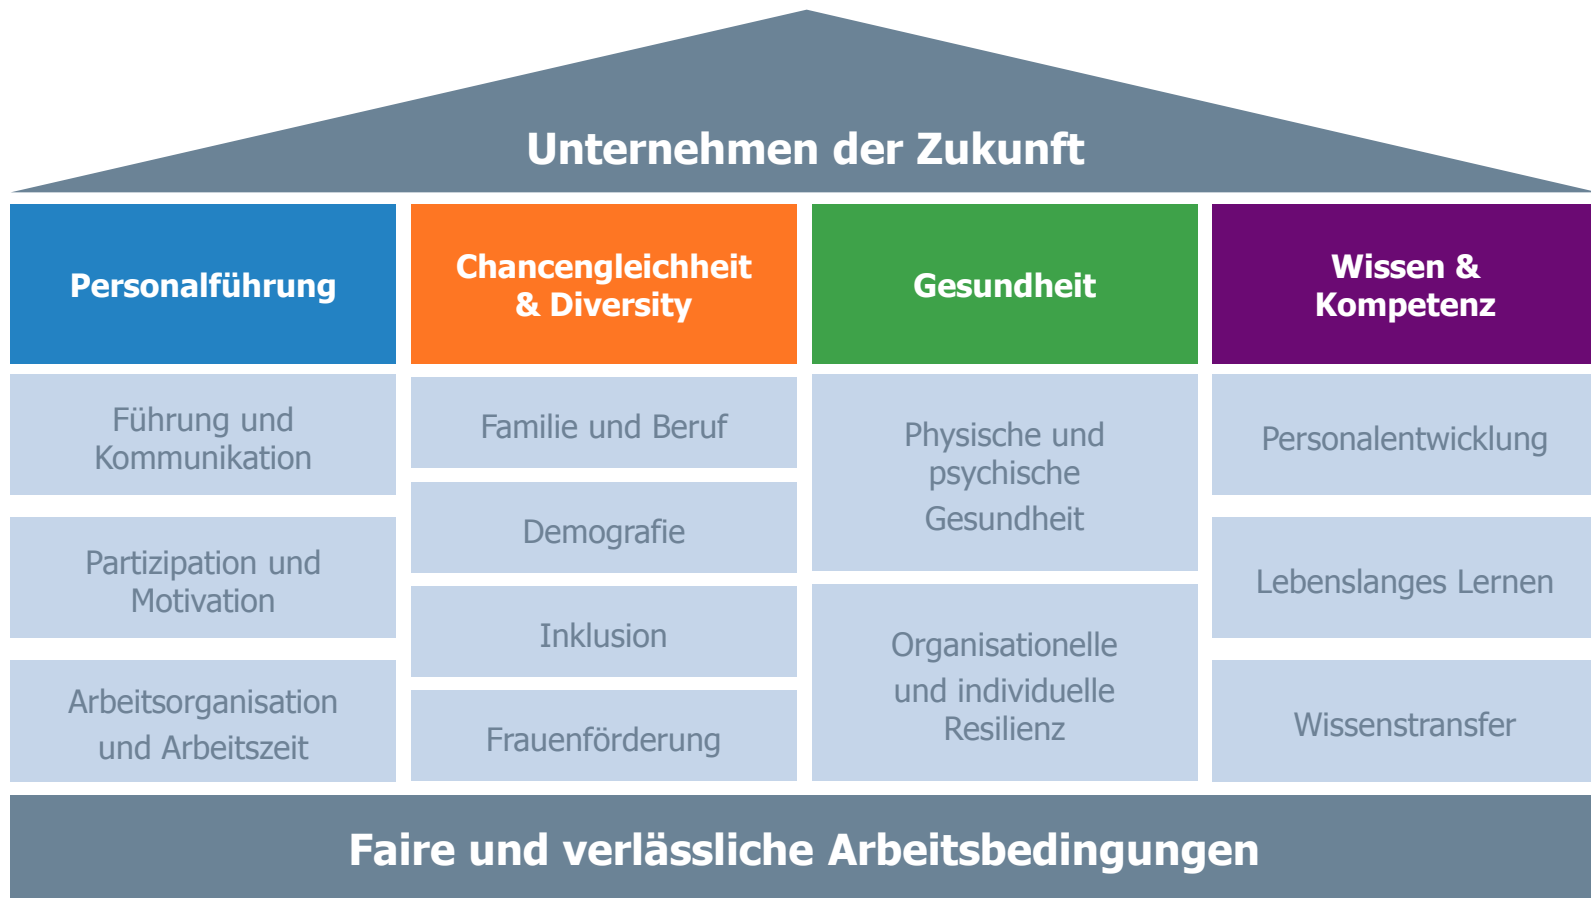 Unternehmen der Zukunft
Personalführung
Führung und
Kommunikation
Partizipation und
Motivation
Arbeitsorganisation
und Arbeitszeit
Chancengleichheit
& Diversity
Familie und Beruf
Demografie
Inklusion
Frauenförderung
Gesundheit
Physische und
psychische
Gesundheit
Organisationelle
und individuelle
Resilienz
Wissen &
Kompetenz
Personalentwicklung
Lebenslanges Lernen
Wissenstransfer
Faire und verlässliche Arbeitsbedingungen